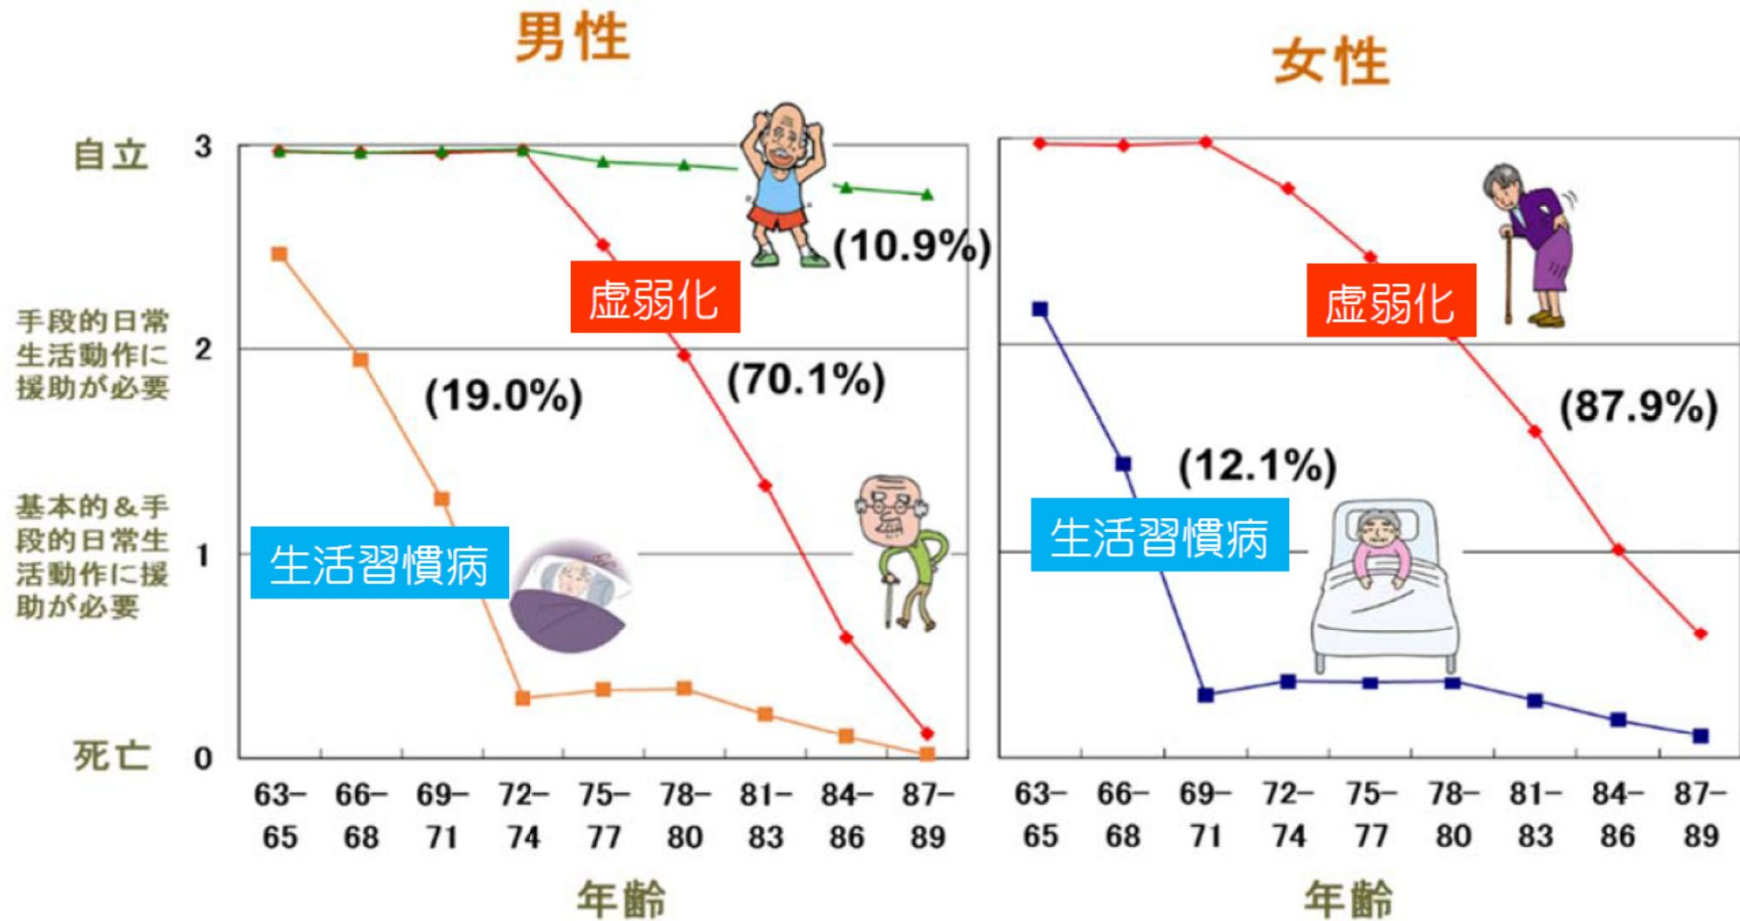 男性
女性
自立
手段的日常
生活動作に
援助が必要
基本的＆手
段的日常生
活動作に援
助が必要
死亡
3
2
1
0
(10.9%)
虚弱化
(70.1%)
(19.0%)
生活習慣病
63-
65
66-
68
69-
71
72-
74
75-
77
78-
80
81-
83
84-
86
87-
89
年齢
虚弱化
(87.9%)
(12.1%)
生活習慣病
63-
65
66-
68
69-
71
72-
74
75-
77
78-
80
81-
83
84-
86
87-
89
年齢